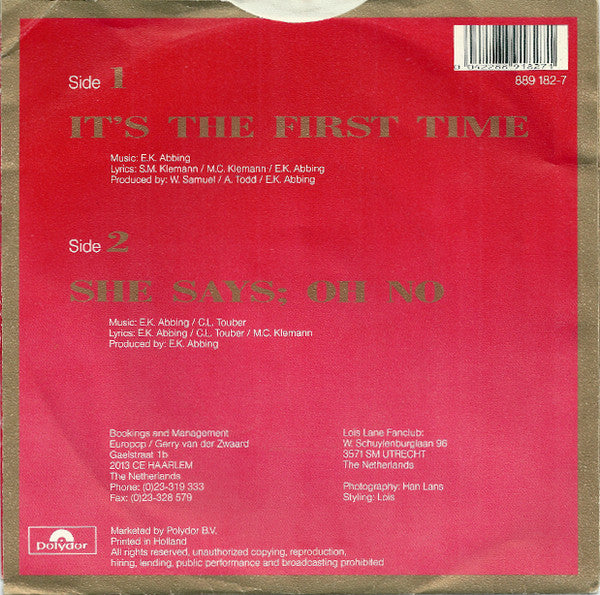 0 042288 918271
889 182-7
Side 1
IT'S THE FIRST TIME
Music: E.K. Abbing
Lyrics: S.M. Klemann / M.C. Klemann / E.K. Abbing
Produced by: W. Samuel / A. Todd / E.K. Abbing
Side 2
SHE SAYS; OH NO
Music: E.K. Abbing / C.L. Touber
Lyrics: E.K. Abbing / C.L. Touber / M.C. Klemann
Produced by: E.K. Abbing
Bookings and Management
Europop / Gerry van der Zwaard
Gaelstraat 1b
2013 CE HAARLEM
The Netherlands
Phone: (0)23-319 333
Fax: (0)23-328 579
Lois Lane Fanclub:
W. Schuylenburglaan 96
3571 SM UTRECHT
The Netherlands
Photography: Han Lans
Styling: Lois
polydor
Marketed by Polydor B.V.
Printed in Holland
All rights reserved, unauthorized copying, reproduction,
hiring, lending, public performance and broadcasting prohibited